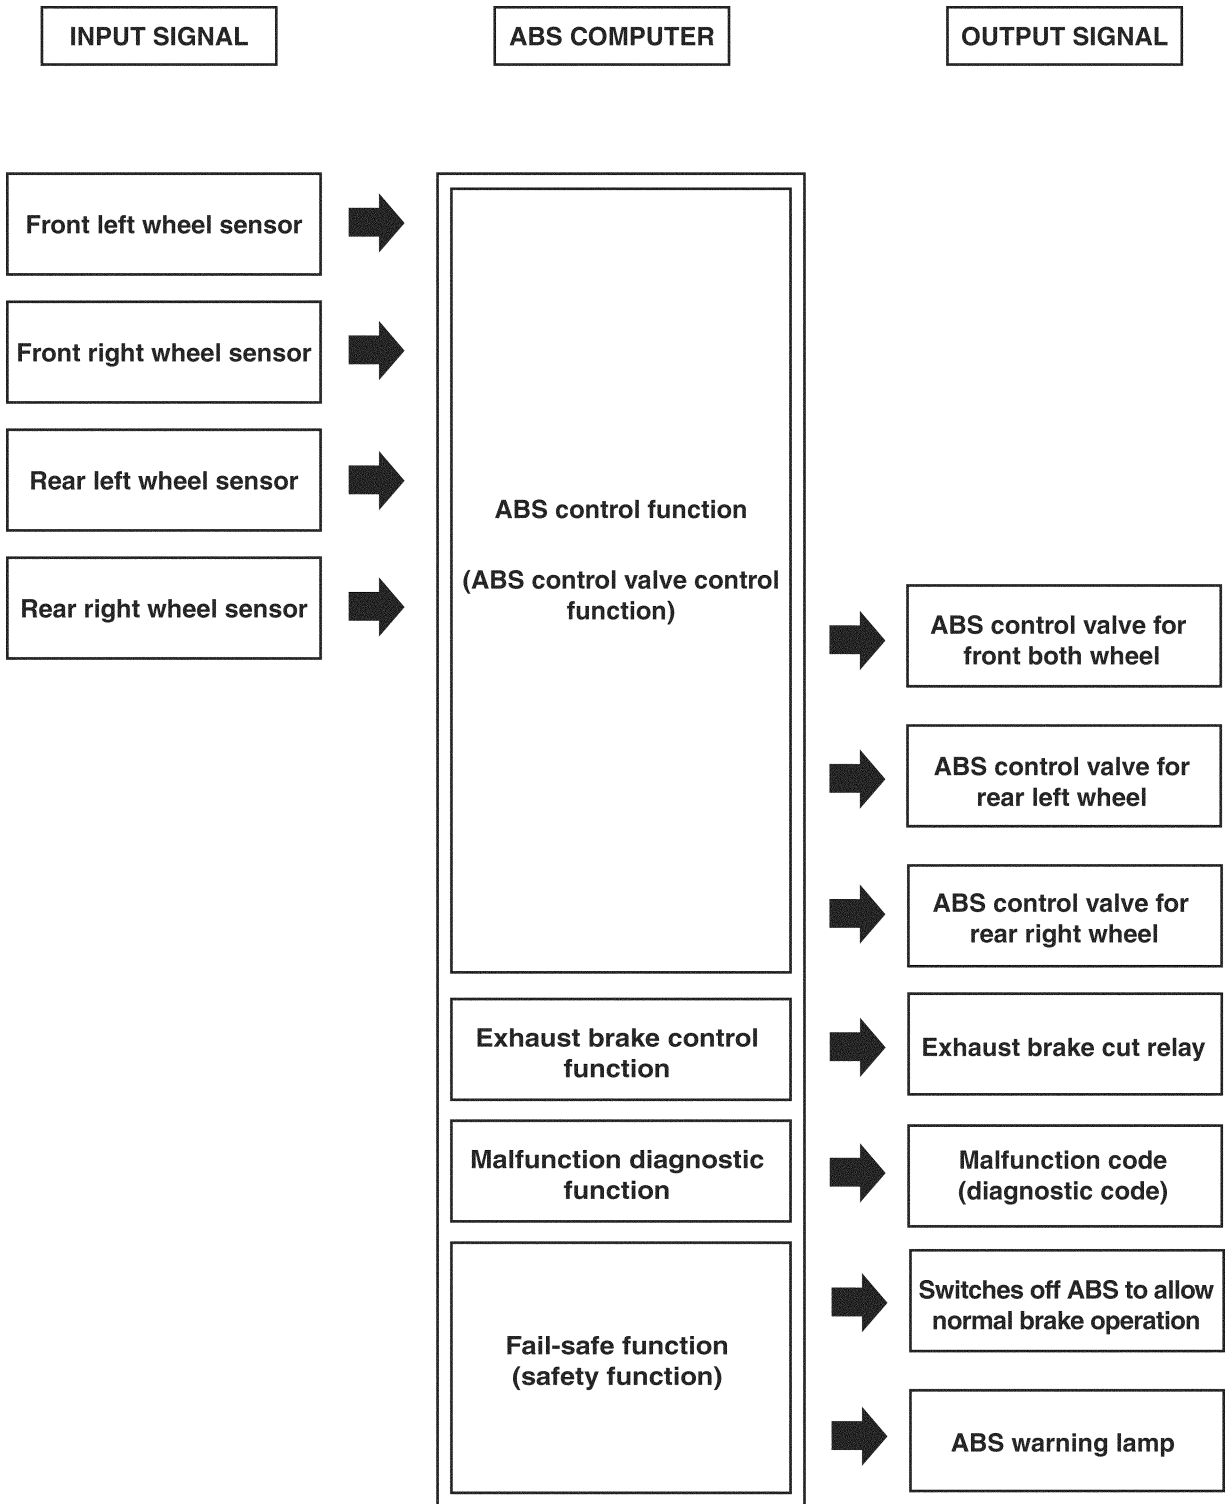 INPUT SIGNAL
ABS COMPUTER
OUTPUT SIGNAL
Front left wheel sensor
Front right wheel sensor
Rear left wheel sensor
Rear right wheel sensor
ABS control function
(ABS control valve control
function)
Exhaust brake control
function
Malfunction diagnostic
function
Fail-safe function
(safety function)
ABS control valve for
front both wheel
ABS control valve for
rear left wheel
ABS control valve for
rear right wheel
Exhaust brake cut relay
Malfunction code
(diagnostic code)
Switches off ABS to allow
normal brake operation
ABS warning lamp